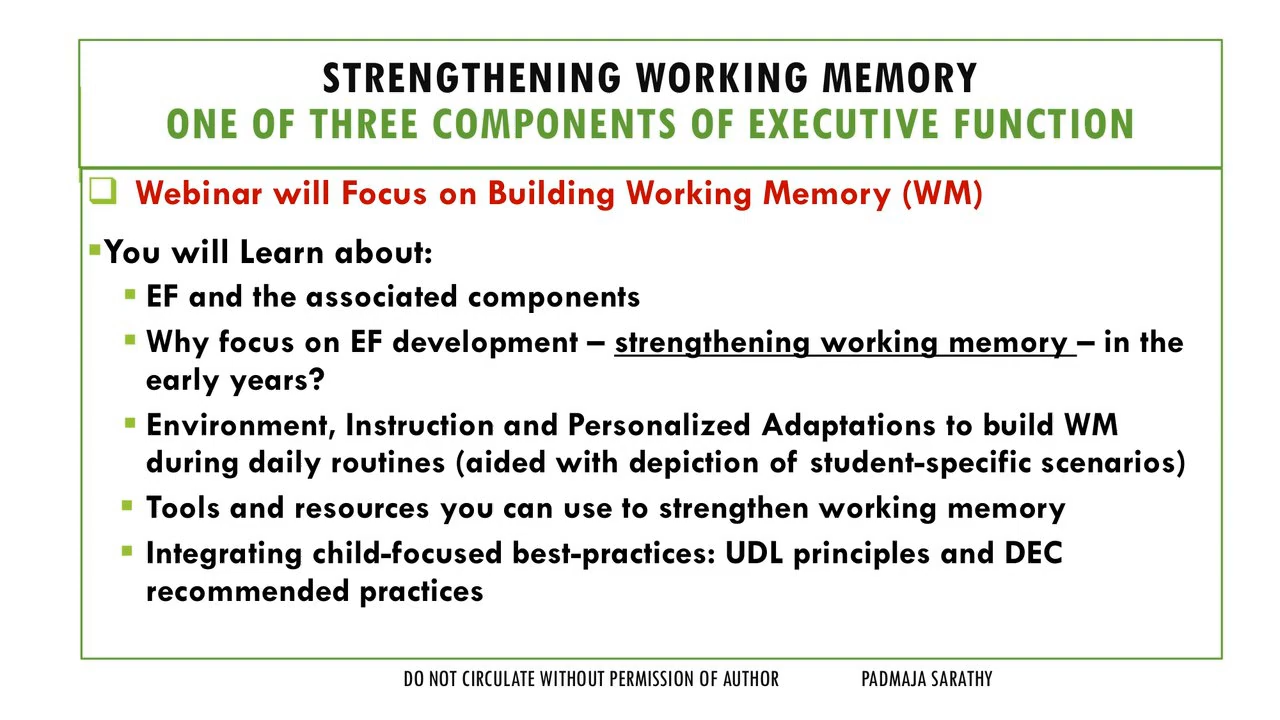 STRENGTHENING WORKING MEMORY
ONE OF THREE COMPONENTS OF EXECUTIVE FUNCTION
Webinar will Focus on Building Working Memory (WM)
You will Learn about:
EF and the associated components
Why focus on EF development – strengthening working memory – in the
early years?
Environment, Instruction and Personalized Adaptations to build WM
during daily routines (aided with depiction of student-specific scenarios)
Tools and resources you can use to strengthen working memory
Integrating child-focused best-practices: UDL principles and DEC
recommended practices
DO NOT CIRCULATE WITHOUT PERMISSION OF AUTHOR PADMAJA SARATHY